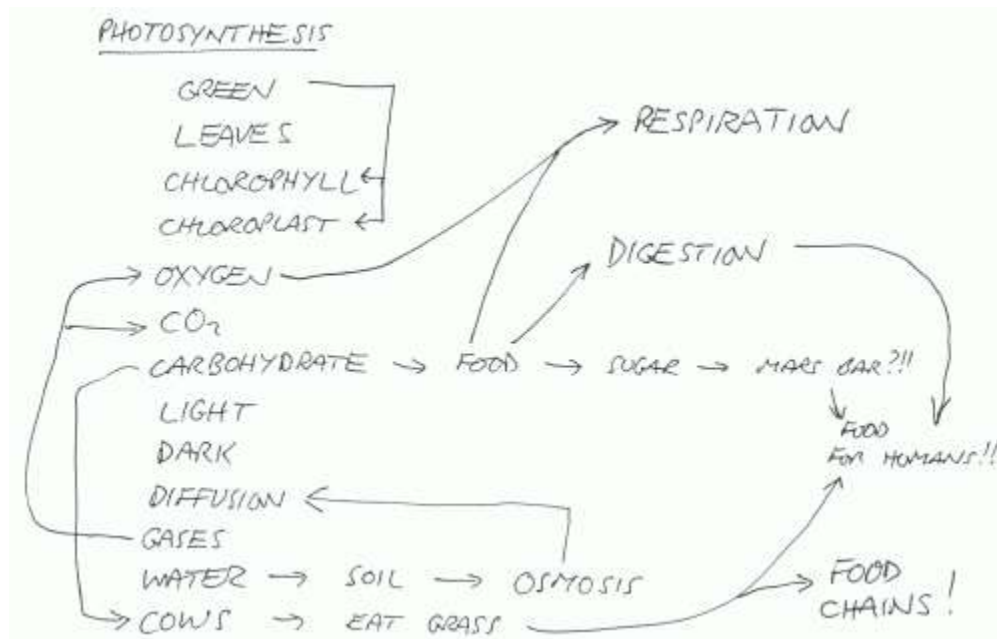 PHOTOSYNTHESIS
GREEN
LEAVES
RESPIRATION
CHLOROPHYLL
CHLOROPLAST
DIGESTION
OXYGEN
CO2
CARBOHYDRATE → FOOD → SUGAR → MARS BAR?!!
LIGHT
FOOD
FOR HUMANS!!
DARK
DIFFUSION
GASES
WATER → SOIL → OSMOSIS
FOOD
CHAINS!
COWS → EAT GRASS